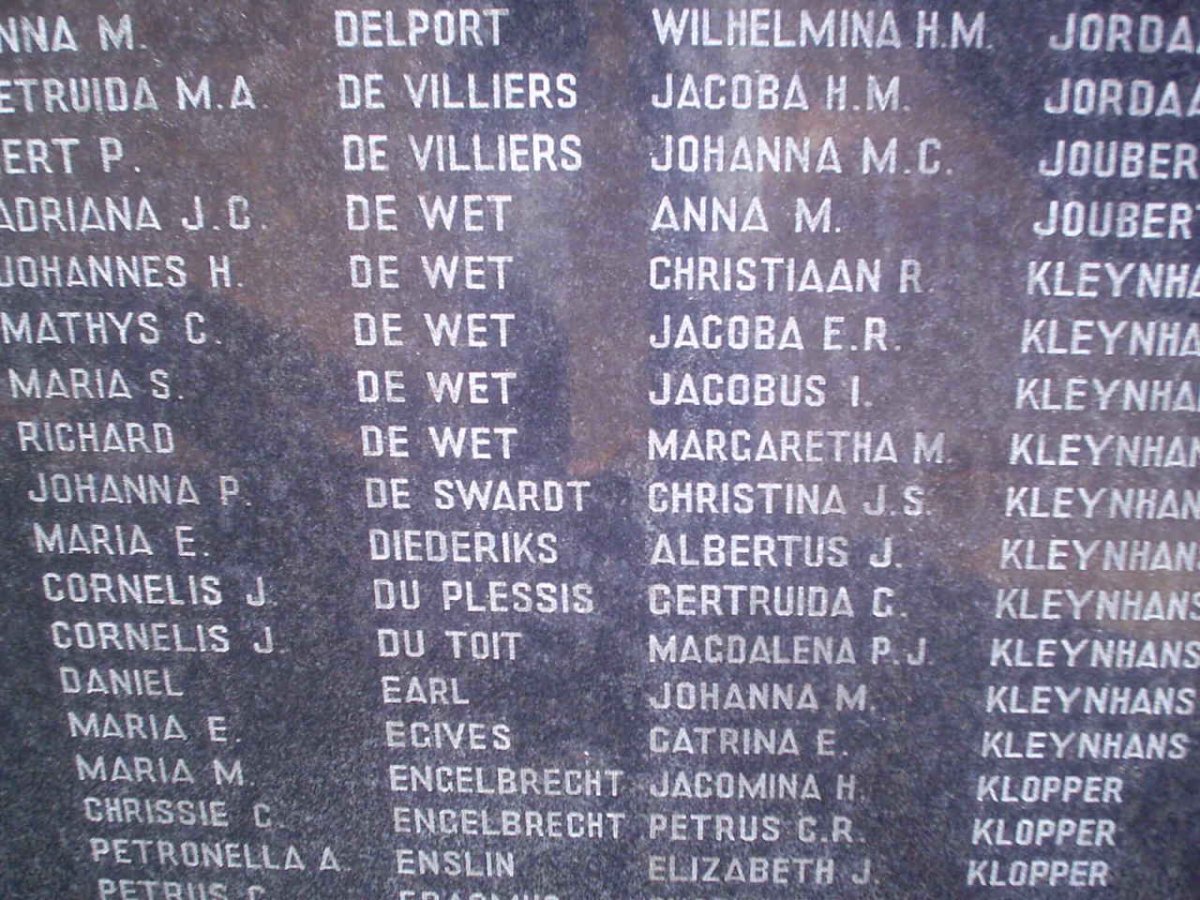 NNA M. DELPORT WILHELMINA H.M. JORDA
ETRUIDA M.A. DE VILLIERS JACOBA H.M. JORDAA
ERT P. DE VILLIERS JOHANNA M.C. JOUBER
ADRIANA J.C. DE WET ANNA M. JOUBERT
JOHANNES H. DE WET CHRISTIAAN R. KLEYNHA
MATHYS C. DE WET JACOBA E.R. KLEYNHA
MARIA S. DE WET JACOBUS I. KLEYNHA
RICHARD DE WET MARGARETHA M. KLEYNHAN
JOHANNA P. DE SWARDT CHRISTINA J.S. KLEYNHAN
MARIA E. DIEDERIKS ALBERTUS J. KLEYNHANS
CORNELIS J. DU PLESSIS GERTRUIDA C. KLEYNHANS
CORNELIS J. DU TOIT MAGDALENA P.J. KLEYNHANS
DANIEL EARL JOHANNA M. KLEYNHANS
MARIA E. EGIVES CATRINA E. KLEYNHANS
MARIA M. ENGELBRECHT JACOMINA H. KLOPPER
CHRISSIE C. ENGELBRECHT PETRUS C.R. KLOPPER
PETRONELLA A. ENSLIN ELIZABETH J. KLOPPER
PETRUS C. ERASMUS